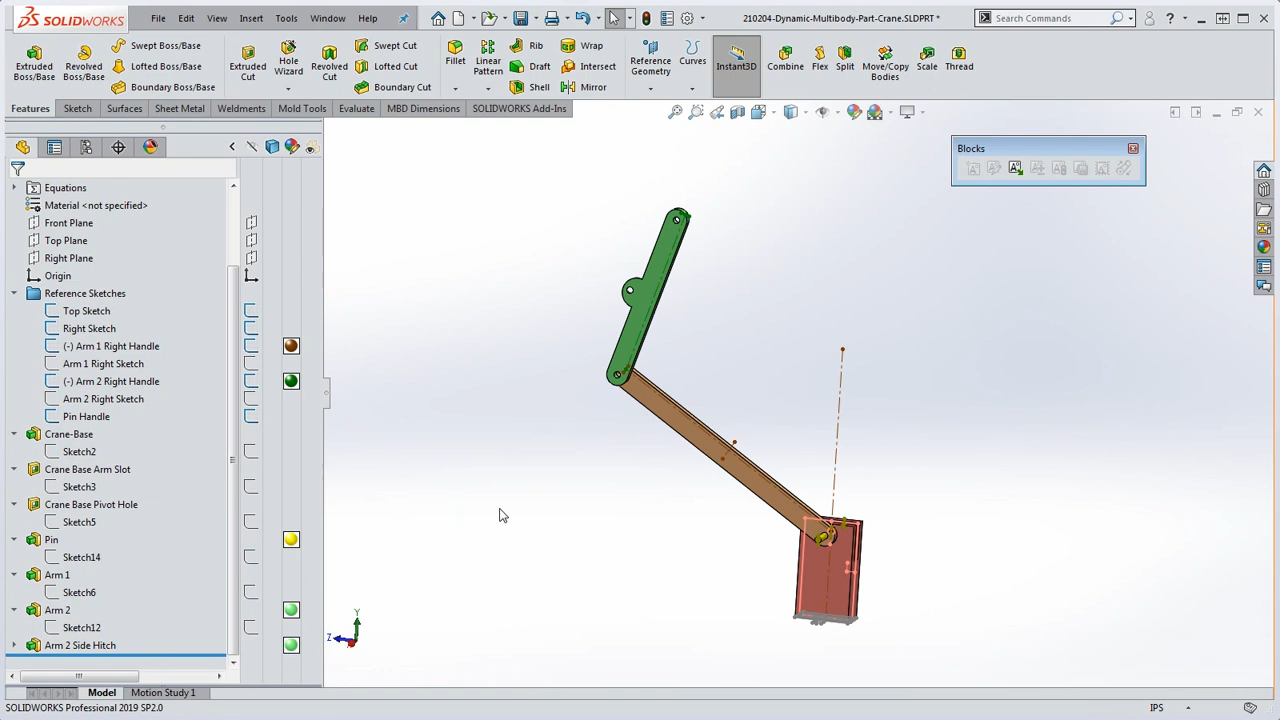 SOLIDWORKS
File Edit View Insert Tools Window Help
210204-Dynamic-Multibody-Part-Crane.SLDPRT *
Search Commands
Extruded Boss/Base
Revolved Boss/Base
Swept Boss/Base
Lofted Boss/Base
Boundary Boss/Base
Extruded Cut
Hole Wizard
Revolved Cut
Swept Cut
Lofted Cut
Boundary Cut
Fillet
Linear Pattern
Rib
Draft
Shell
Wrap
Intersect
Mirror
Reference Geometry
Curves
Instant3D
Combine
Flex
Split
Move/Copy Bodies
Scale
Thread
Features Sketch Surfaces Sheet Metal Weldments Mold Tools Evaluate MBD Dimensions SOLIDWORKS Add-Ins
Blocks
Equations
Material <not specified>
Front Plane
Top Plane
Right Plane
Origin
Reference Sketches
Top Sketch
Right Sketch
(-) Arm 1 Right Handle
Arm 1 Right Sketch
(-) Arm 2 Right Handle
Arm 2 Right Sketch
Pin Handle
Crane-Base
Sketch2
Crane Base Arm Slot
Sketch3
Crane Base Pivot Hole
Sketch5
Pin
Sketch14
Arm 1
Sketch6
Arm 2
Sketch12
Arm 2 Side Hitch
Y
Z
Model Motion Study 1
SOLIDWORKS Professional 2019 SP2.0
IPS